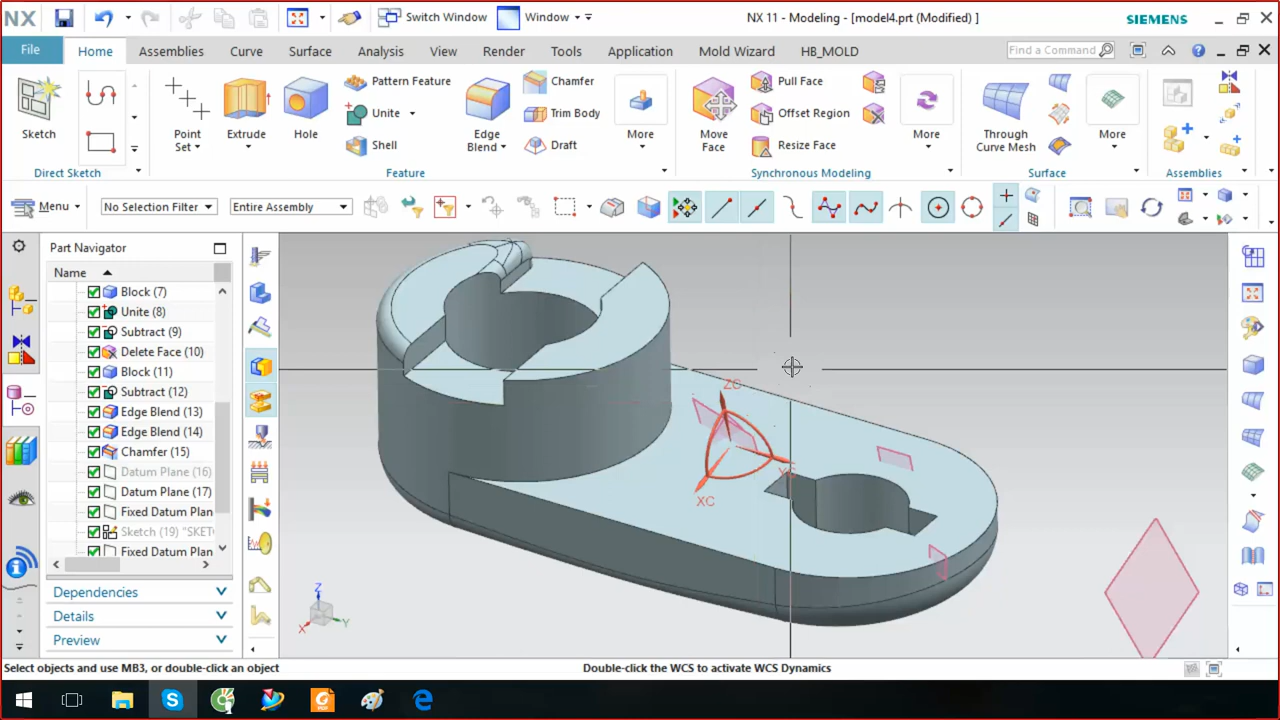 NX
Switch Window
Window
NX 11 - Modeling - [model4.prt (Modified) ]
SIEMENS
File
Home
Assemblies
Curve
Surface
Analysis
View
Render
Tools
Application
Mold Wizard
HB_MOLD
Find a Command
Sketch
Point Set
Extrude
Hole
Pattern Feature
Unite
Shell
Edge Blend
Chamfer
Trim Body
Draft
More
Move Face
Pull Face
Offset Region
Resize Face
More
Through Curve Mesh
More
Direct Sketch
Feature
Synchronous Modeling
Surface
Assemblies
Menu
No Selection Filter
Entire Assembly
Part Navigator
Name
Block (7)
Unite (8)
Subtract (9)
Delete Face (10)
Block (11)
Subtract (12)
Edge Blend (13)
Edge Blend (14)
Chamfer (15)
Datum Plane (16)
Datum Plane (17)
Fixed Datum Plan
Sketch (19) "SKET
Fixed Datum Plan
Dependencies
Details
Preview
ZC
XC
Z
X
Y
Select objects and use MB3, or double-click an object
Double-click the WCS to activate WCS Dynamics